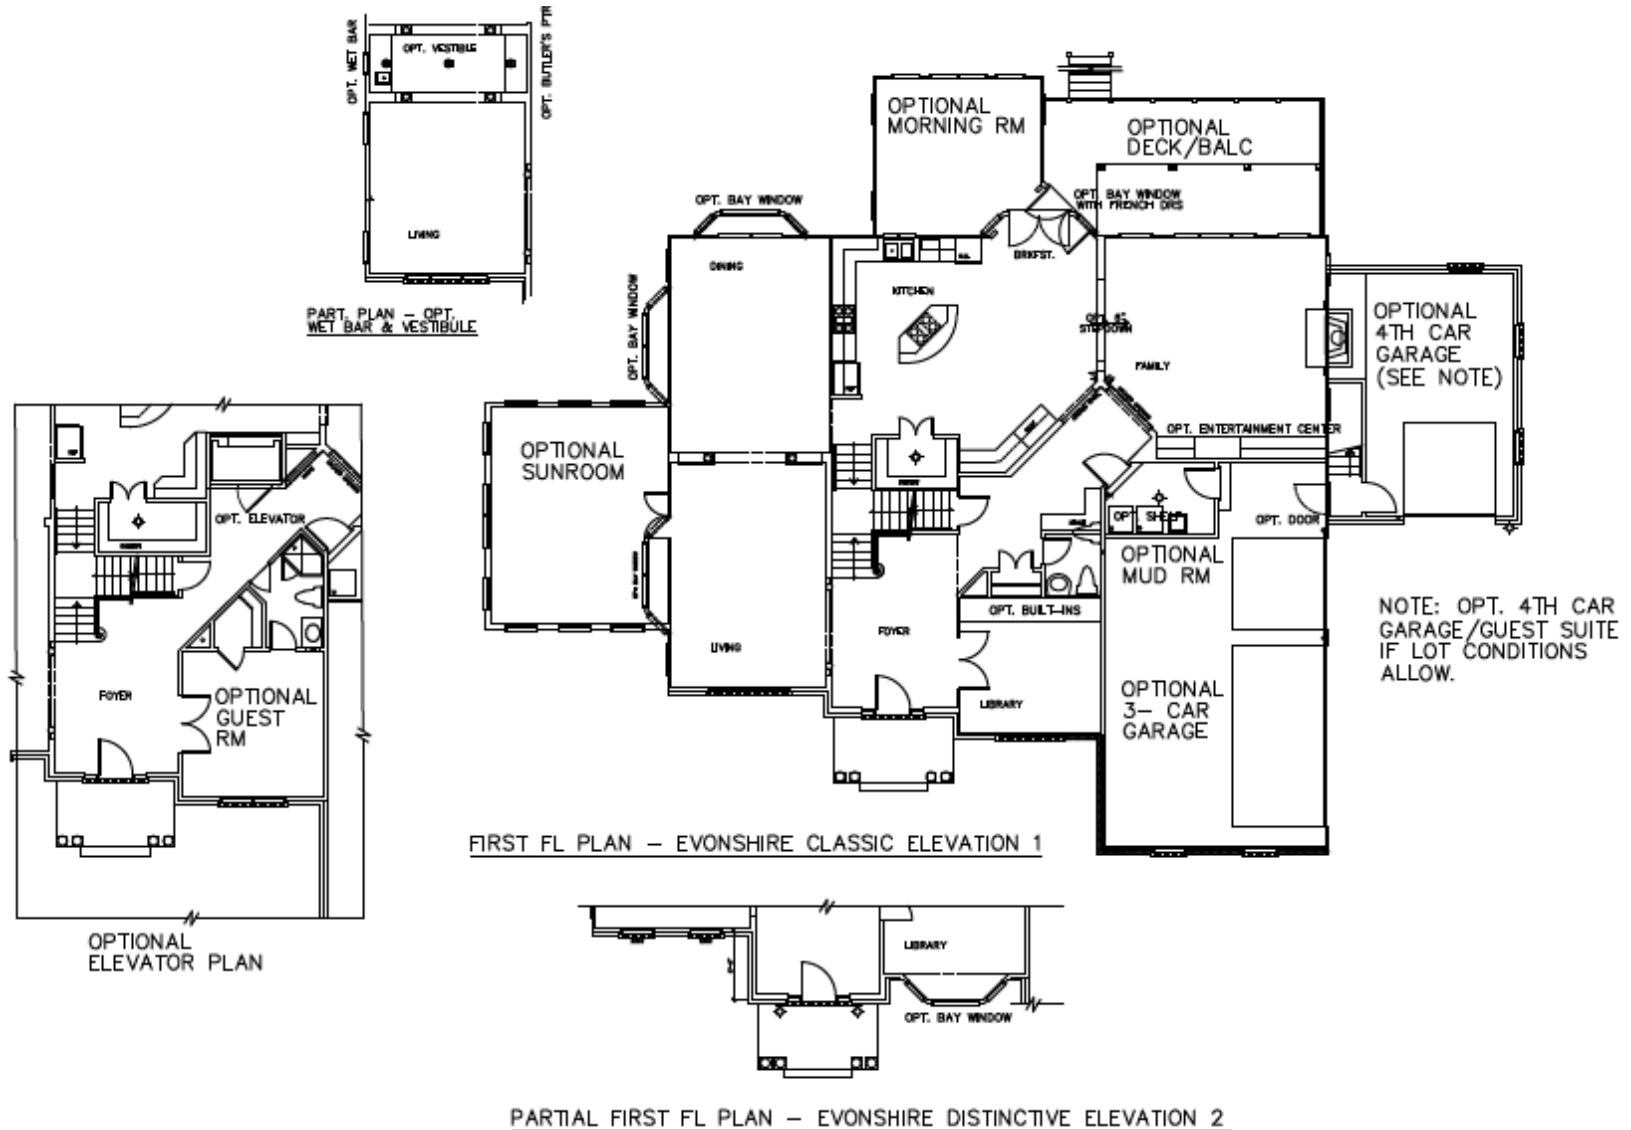 OPT. WET BAR
OPT. VESTIBLE
OPT. BUTLER'S PTR
LIVING
PART. PLAN – OPT.
WET BAR & VESTIBULE
OPTIONAL
MORNING RM
OPTIONAL
DECK/BALC
OPT. BAY WINDOW
WITH FRENCH DRS
OPT. BAY WINDOW
DINING
OPT. BAY WINDOW
KITCHEN
BRKFST.
STEPDOWN
FAMILY
OPT. ENTERTAINMENT CENTER
OPTIONAL
4TH CAR
GARAGE
(SEE NOTE)
OPTIONAL
SUNROOM
OPT. SHELF
OPT. DOOR
OPTIONAL
MUD RM
OPT. BUILT-INS
FOYER
LIVING
LIBRARY
OPTIONAL
3- CAR
GARAGE
NOTE: OPT. 4TH CAR
GARAGE/GUEST SUITE
IF LOT CONDITIONS
ALLOW.
FIRST FL PLAN – EVONSHIRE CLASSIC ELEVATION 1
OPT. ELEVATOR
FOYER
OPTIONAL
GUEST
RM
OPTIONAL
ELEVATOR PLAN
LIBRARY
OPT. BAY WINDOW
PARTIAL FIRST FL PLAN – EVONSHIRE DISTINCTIVE ELEVATION 2